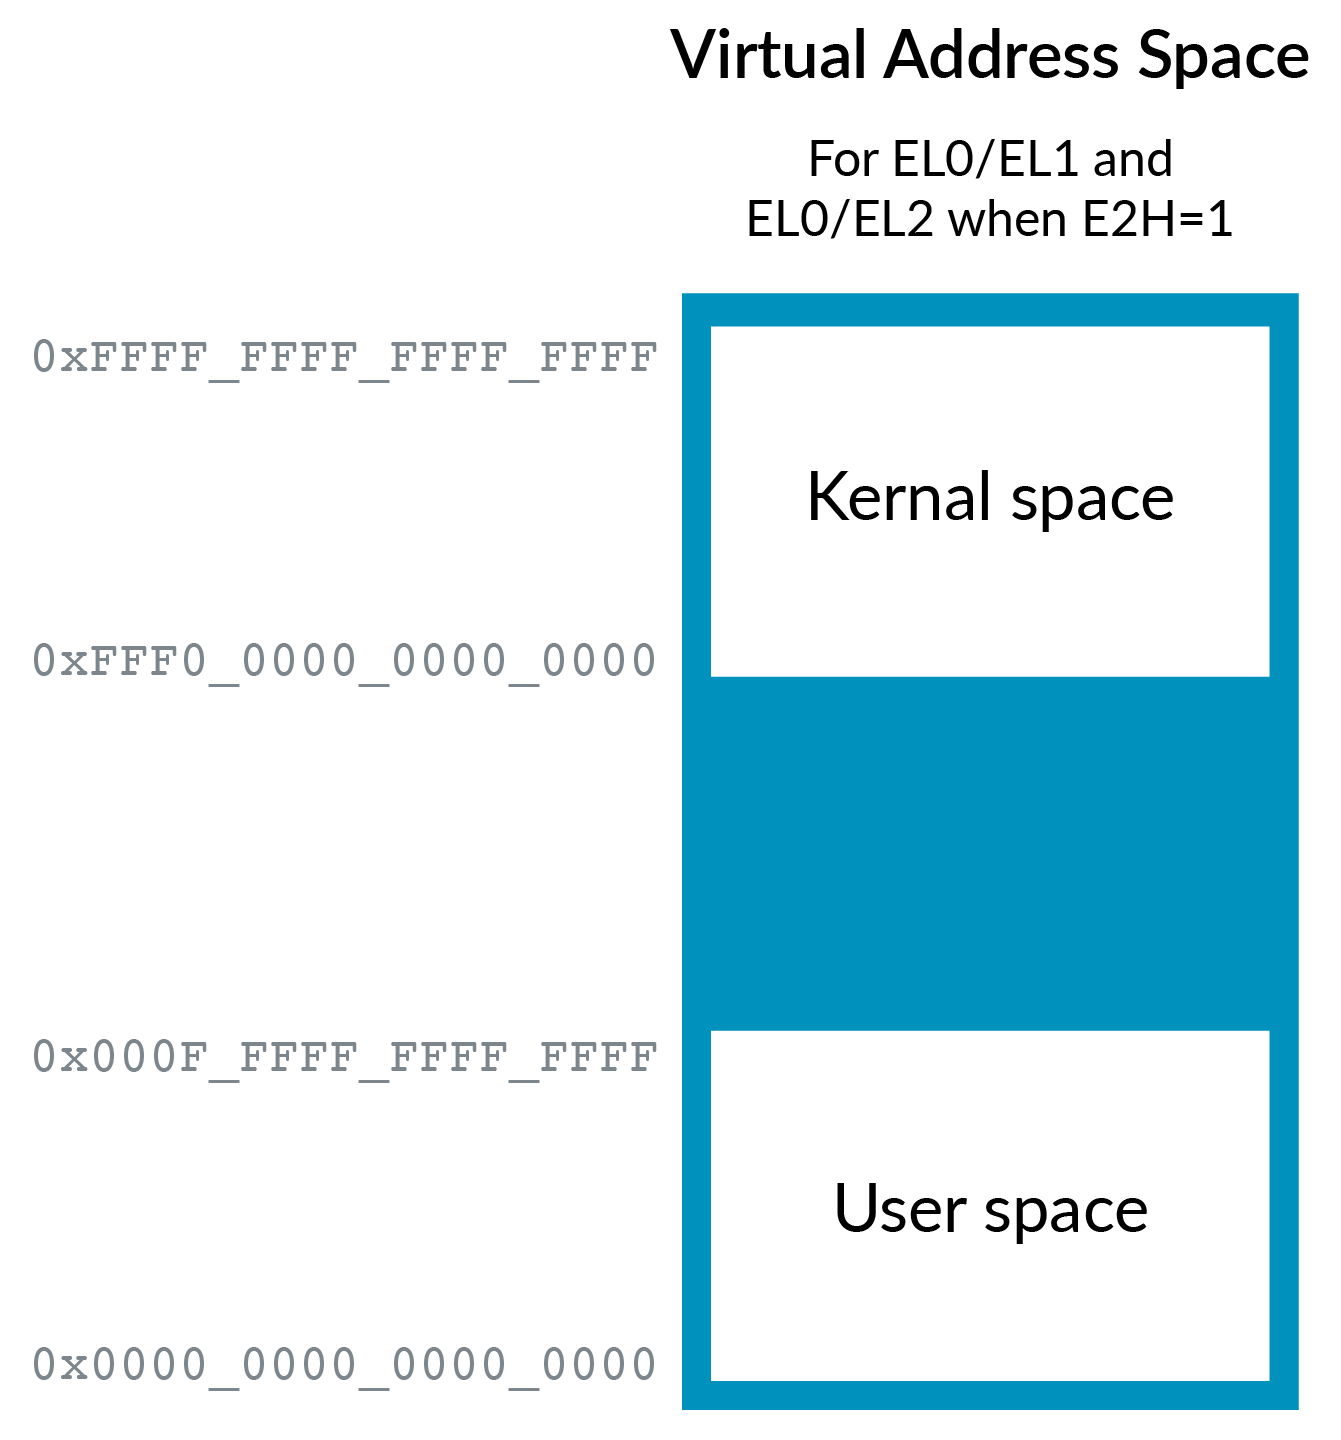 Virtual Address Space
For EL0/EL1 and
EL0/EL2 when E2H=1
0xFFFF_FFFF_FFFF_FFFF
Kernal space
0xFFF0_0000_0000_0000
0x000F_FFFF_FFFF_FFFF
User space
0x0000_0000_0000_0000